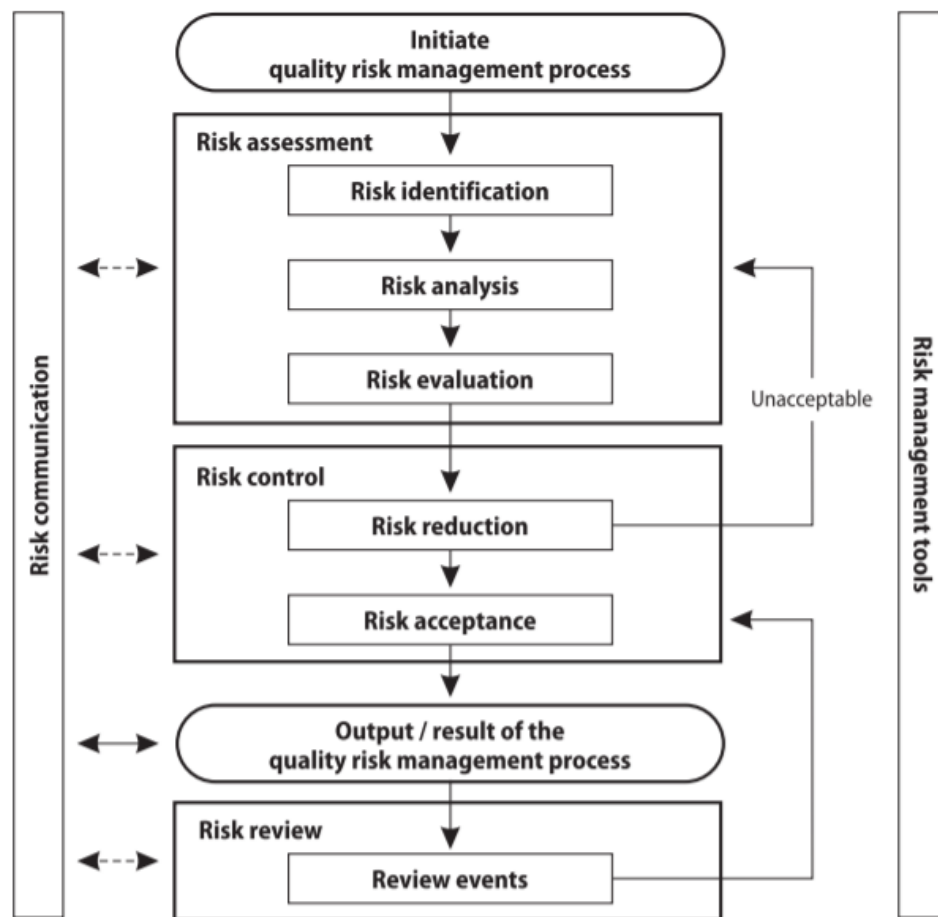 Initiate
quality risk management process
Risk assessment
Risk identification
Risk analysis
Risk evaluation
Unacceptable
Risk control
Risk reduction
Risk acceptance
Output / result of the
quality risk management process
Risk review
Review events
Risk communication
Risk management tools